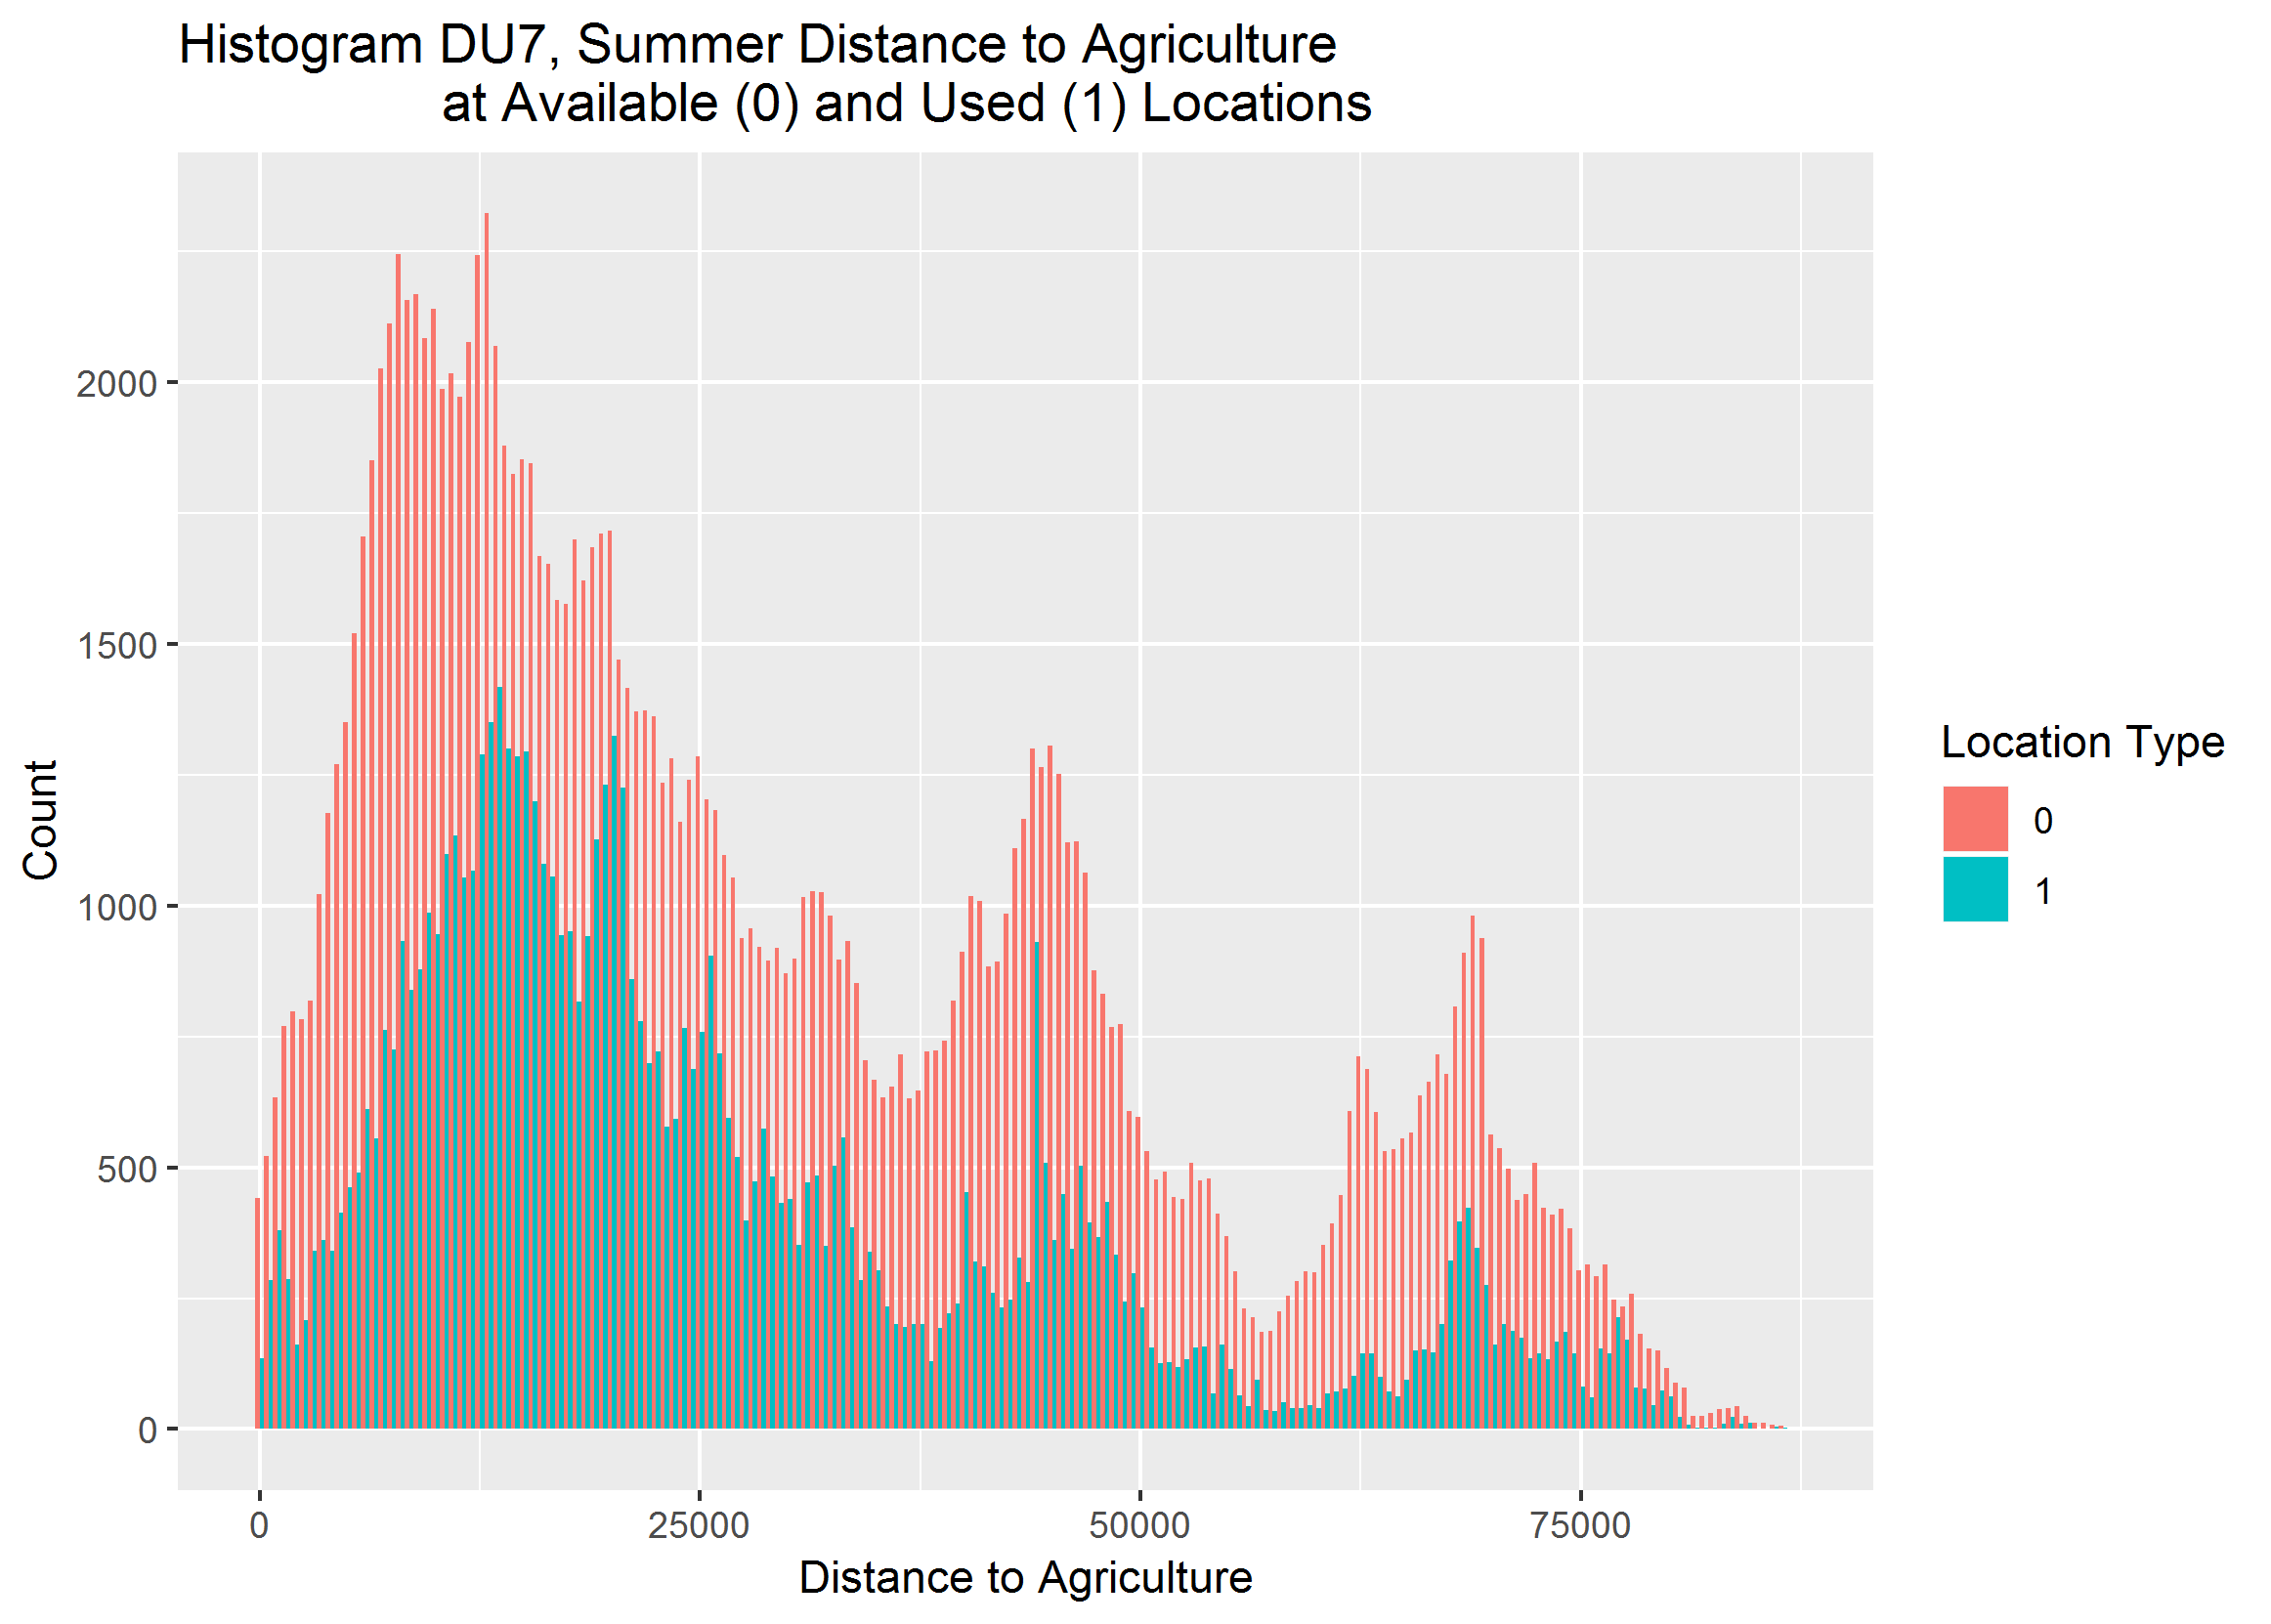 Histogram DU7, Summer Distance to Agriculture
at Available (0) and Used (1) Locations
Count
2000
1500
1000
500
0
0
25000
50000
75000
Distance to Agriculture
Location Type
0
1